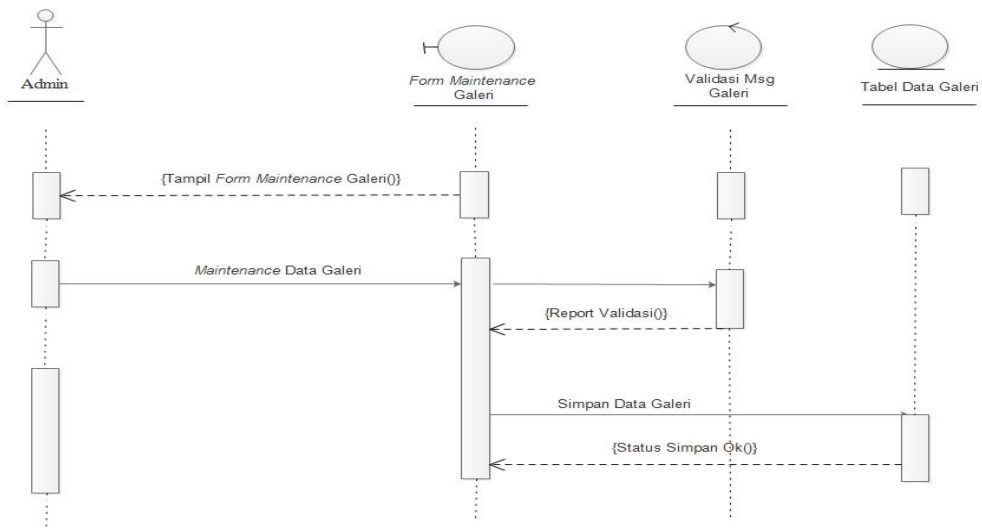 Admin
Form Maintenance
Galeri
Validasi Msg
Galeri
Tabel Data Galeri
{Tampil Form Maintenance Galeri()}
Maintenance Data Galeri
{Report Validasi()}
Simpan Data Galeri
{Status Simpan Ok()}